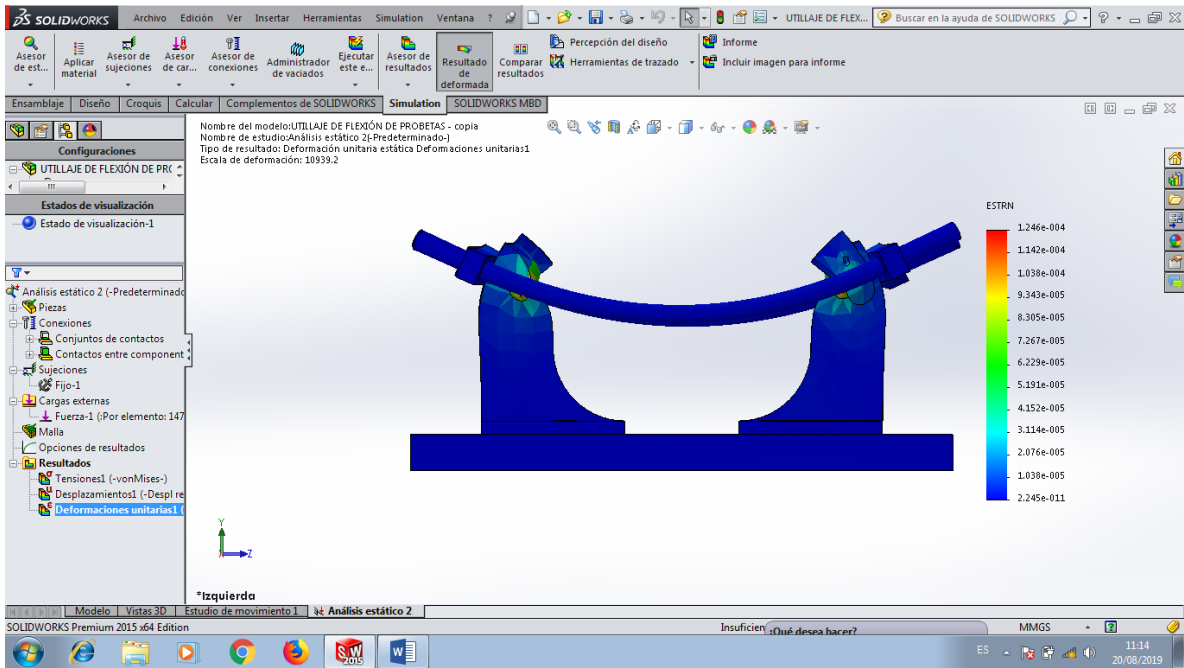 SOLIDWORKS Archivo Edición Ver Insertar Herramientas Simulation Ventana ? UTILLAJE DE FLEX... Buscar en la ayuda de SOLIDWORKS ?
Asesor de est...
Aplicar material
Asesor de sujeciones
Asesor de car...
Asesor de conexiones
Administrador de vaciados
Ejecutar este e...
Asesor de resultados
Resultado de deformada
Comparar resultados
Percepción del diseño
Herramientas de trazado
Informe
Incluir imagen para informe
Ensamblaje Diseño Croquis Calcular Complementos de SOLIDWORKS Simulation SOLIDWORKS MBD
Configuraciones
UTILLAJE DE FLEXIÓN DE PR
Estados de visualización
Estado de visualización-1
Análisis estático 2 (-Predeterminado
Piezas
Conexiones
Conjuntos de contactos
Contactos entre component
Sujeciones
Fijo-1
Cargas externas
Fuerza-1 (:Por elemento: 147
Malla
Opciones de resultados
Resultados
Tensiones1 (-vonMises-)
Desplazamientos1 (-Despl re
Deformaciones unitarias1 (
Nombre del modelo:UTILLAJE DE FLEXIÓN DE PROBETAS - copia
Nombre de estudio:Análisis estático 2(-Predeterminado-)
Tipo de resultado: Deformación unitaria estática Deformaciones unitarias1
Escala de deformación: 10939.2
ESTRN
1.246e-004
1.142e-004
1.038e-004
9.343e-005
8.305e-005
7.267e-005
6.229e-005
5.191e-005
4.152e-005
3.114e-005
2.076e-005
1.038e-005
2.245e-011
Y
Z
*Izquierda
Modelo Vistas 3D Estudio de movimiento 1 Análisis estático 2
SOLIDWORKS Premium 2015 x64 Edition Insuficien ¿Qué desea hacer? MMGS
SW 2015 W ES 11:14
20/08/2019